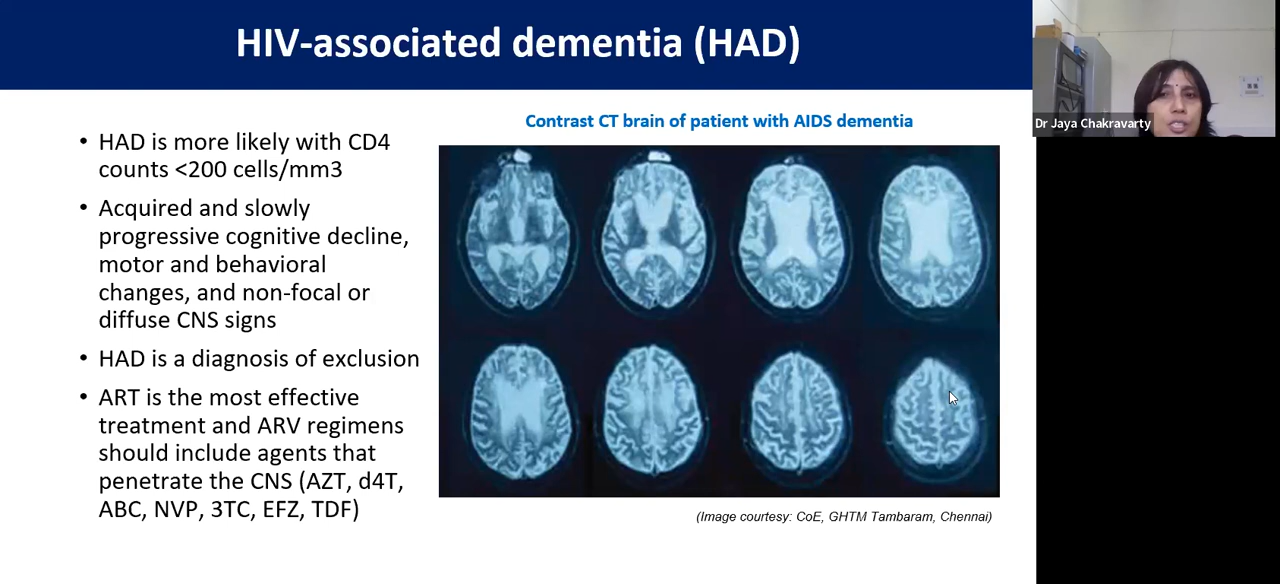 HIV-associated dementia (HAD)
Dr Jaya Chakravarty
Contrast CT brain of patient with AIDS dementia
• HAD is more likely with CD4
counts <200 cells/mm3
• Acquired and slowly
progressive cognitive decline,
motor and behavioral
changes, and non-focal or
diffuse CNS signs
• HAD is a diagnosis of exclusion
• ART is the most effective
treatment and ARV regimens
should include agents that
penetrate the CNS (AZT, d4T,
ABC, NVP, 3TC, EFZ, TDF)
(Image courtesy: CoE, GHTM Tambaram, Chennai)